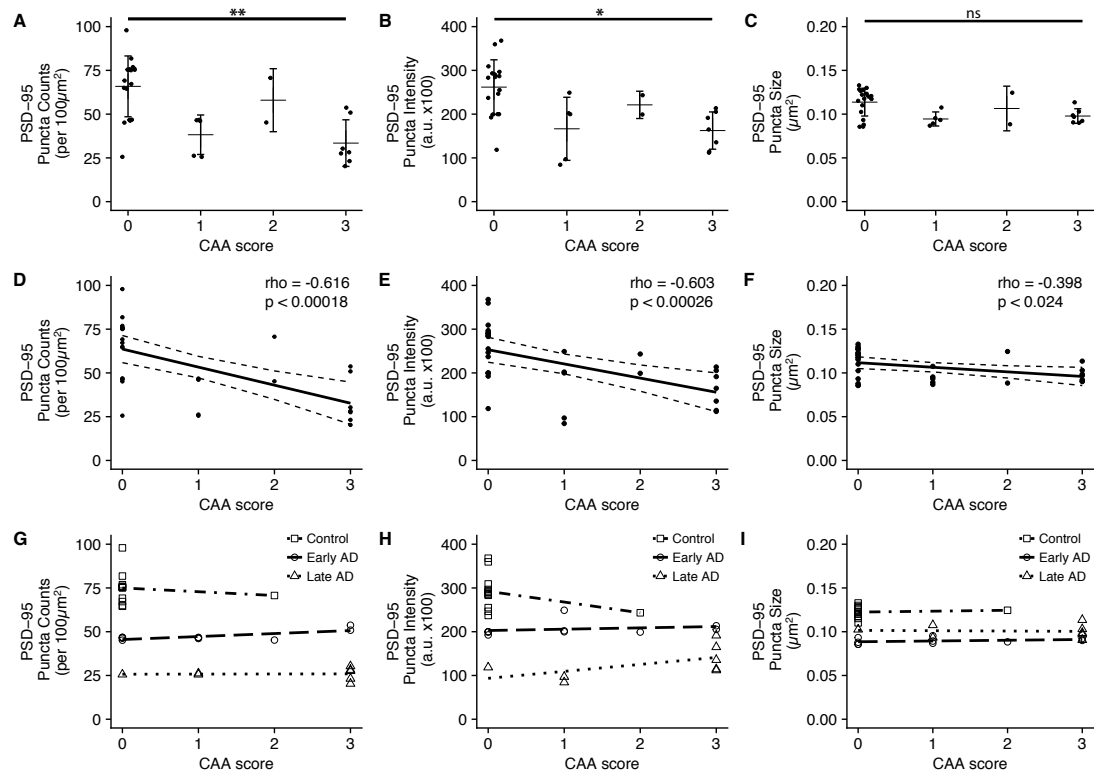 A
**
PSD−95
Puncta Counts
(per 100µm²)
100
75
50
25
0
0 1 2 3
CAA score
B
*
PSD−95
Puncta Intensity
(a.u. x100)
400
300
200
100
0
0 1 2 3
CAA score
C
ns
PSD−95
Puncta Size
(µm²)
0.20
0.15
0.10
0.05
0.00
0 1 2 3
CAA score
D
rho = -0.616
p < 0.00018
PSD−95
Puncta Counts
(per 100µm²)
100
75
50
25
0
0 1 2 3
CAA score
E
rho = -0.603
p < 0.00026
PSD−95
Puncta Intensity
(a.u. x100)
400
300
200
100
0
0 1 2 3
CAA score
F
rho = -0.398
p < 0.024
PSD−95
Puncta Size
(µm²)
0.20
0.15
0.10
0.05
0.00
0 1 2 3
CAA score
G
Control
Early AD
Late AD
PSD−95
Puncta Counts
(per 100µm²)
100
75
50
25
0
0 1 2 3
CAA score
H
Control
Early AD
Late AD
PSD−95
Puncta Intensity
(a.u. x100)
400
300
200
100
0
0 1 2 3
CAA score
I
Control
Early AD
Late AD
PSD−95
Puncta Size
(µm²)
0.20
0.15
0.10
0.05
0.00
0 1 2 3
CAA score